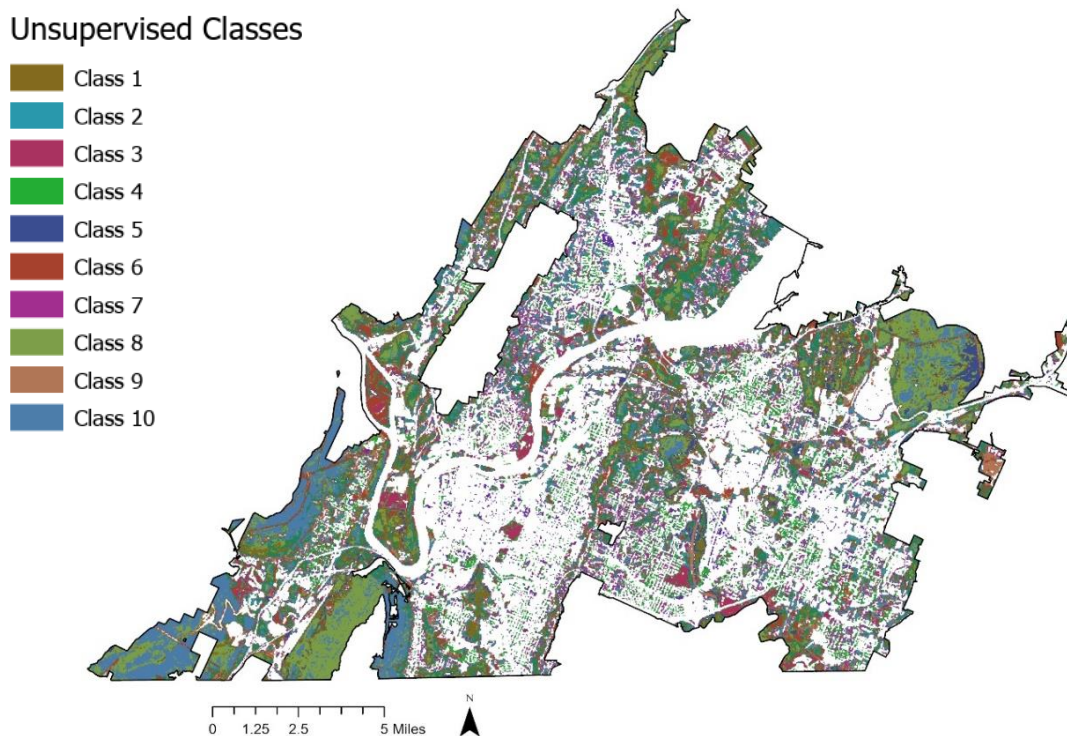 Unsupervised Classes
Class 1
Class 2
Class 3
Class 4
Class 5
Class 6
Class 7
Class 8
Class 9
Class 10
N
0 1.25 2.5 5 Miles